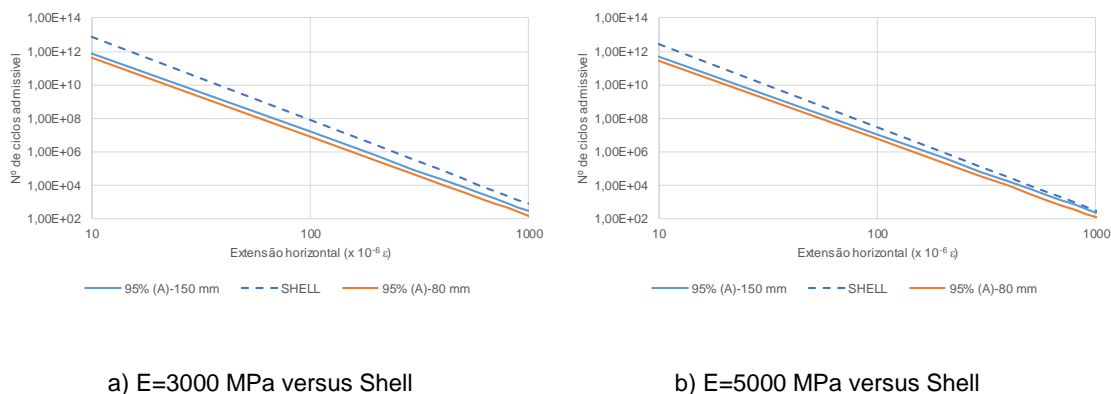 1,00E+14
1,00E+12
1,00E+10
1,00E+08
1,00E+06
1,00E+04
1,00E+02
Nº de ciclos admissível
10 100 1000
Extensão horizontal (x 10⁻⁶ ε)
95% (A)-150 mm SHELL 95% (A)-80 mm
a) E=3000 MPa versus Shell
1,00E+14
1,00E+12
1,00E+10
1,00E+08
1,00E+06
1,00E+04
1,00E+02
Nº de ciclos admissível
10 100 1000
Extensão horizontal (x 10⁻⁶ ε)
95% (A)-150 mm SHELL 95% (A)-80 mm
b) E=5000 MPa versus Shell